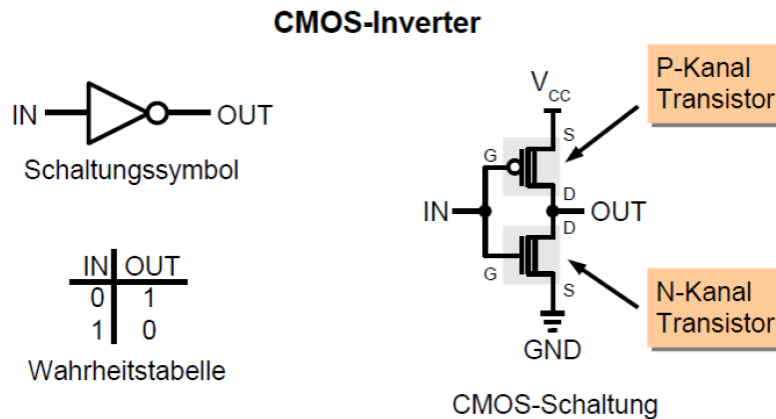 CMOS-Inverter
IN OUT
Schaltungssymbol
IN OUT
0 1
1 0
Wahrheitstabelle
V_CC
S
G
D
IN OUT
D
G
S
GND
CMOS-Schaltung
P-Kanal
Transistor
N-Kanal
Transistor